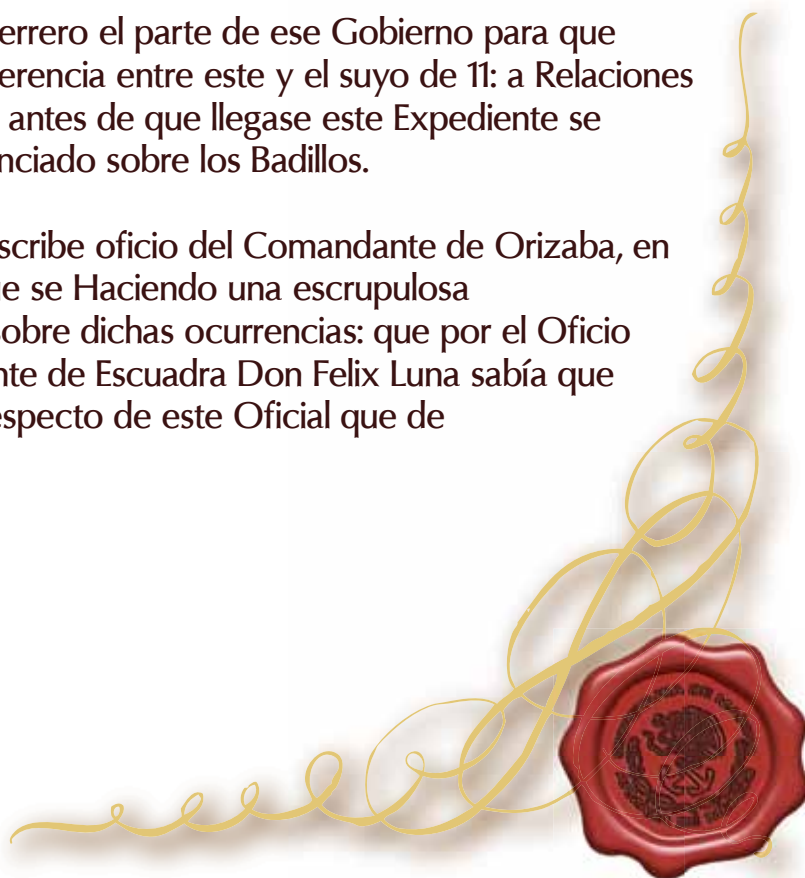 errero el parte de ese Gobierno para que
erencia entre este y el suyo de 11: a Relaciones
antes de que llegase este Expediente se
nciado sobre los Badillos.
scribe oficio del Comandante de Orizaba, en
e se Haciendo una escrupulosa
obre dichas ocurrencias: que por el Oficio
nte de Escuadra Don Felix Luna sabía que
specto de este Oficial que de